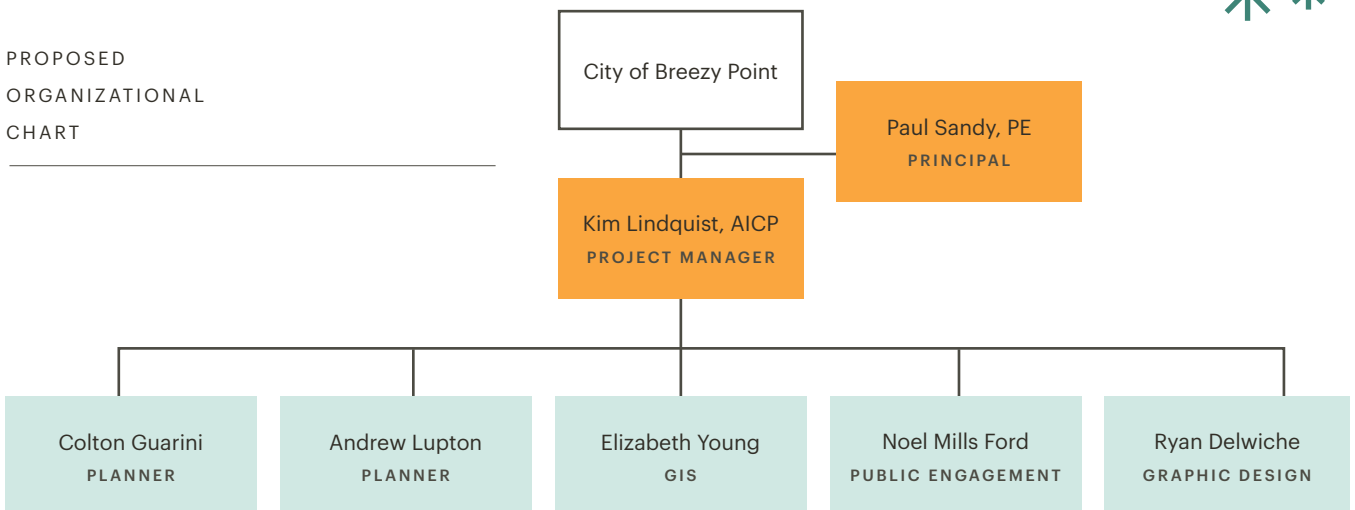 PROPOSED
ORGANIZATIONAL
CHART
City of Breezy Point
Paul Sandy, PE
PRINCIPAL
Kim Lindquist, AICP
PROJECT MANAGER
Colton Guarini
PLANNER
Andrew Lupton
PLANNER
Elizabeth Young
GIS
Noel Mills Ford
PUBLIC ENGAGEMENT
Ryan Delwiche
GRAPHIC DESIGN